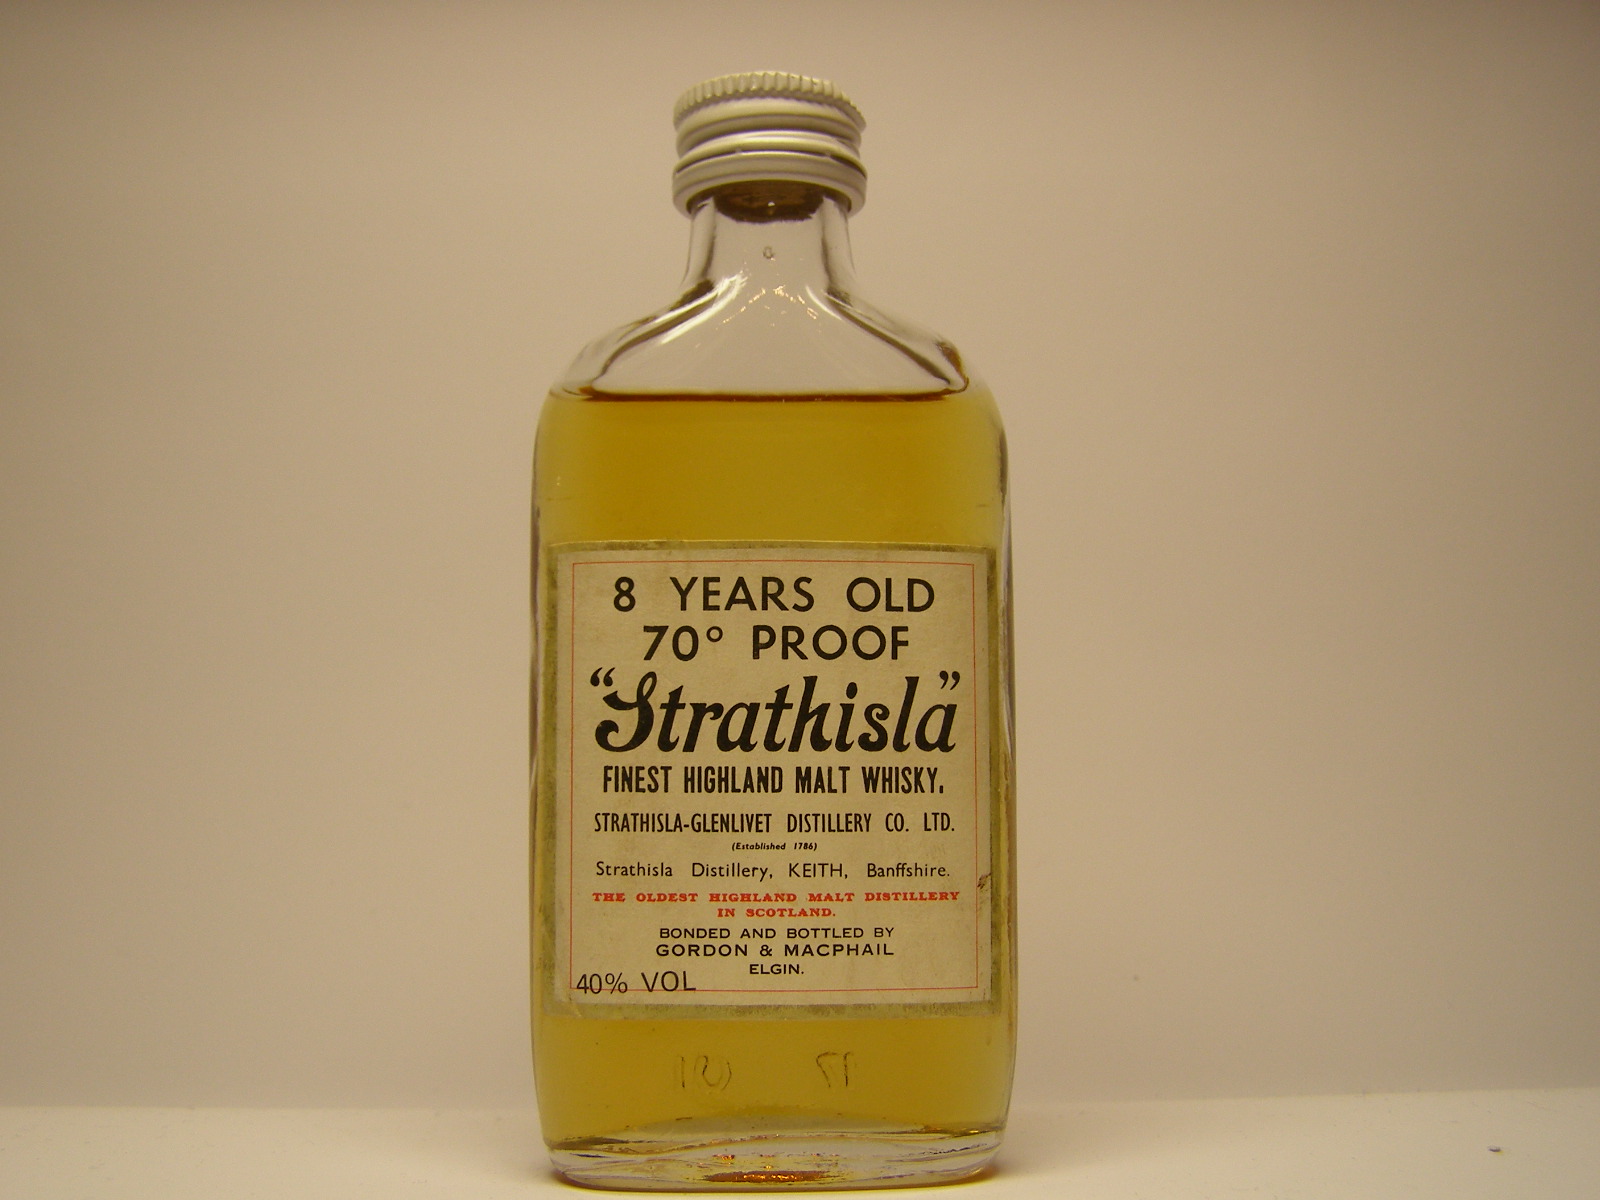 8 YEARS OLD
70° PROOF
“Strathisla”
FINEST HIGHLAND MALT WHISKY.
STRATHISLA-GLENLIVET DISTILLERY CO. LTD.
(Established 1786)
Strathisla Distillery, KEITH, Banffshire.
THE OLDEST HIGHLAND MALT DISTILLERY
IN SCOTLAND.
BONDED AND BOTTLED BY
GORDON & MACPHAIL
ELGIN.
40% VOL